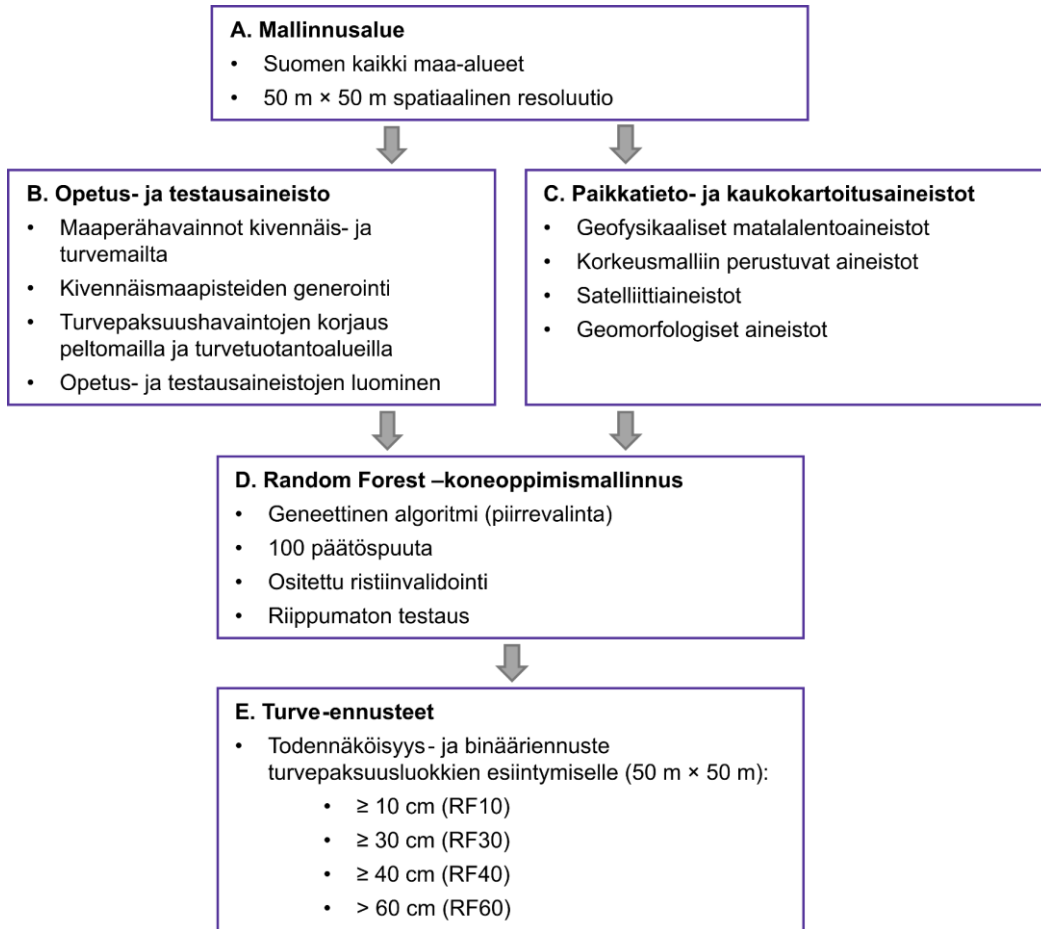 A. Mallinnusalue
• Suomen kaikki maa-alueet
• 50 m × 50 m spatiaalinen resoluutio
B. Opetus- ja testausaineisto
• Maaperähavainnot kivennäis- ja
turvemailta
• Kivennäismaapisteiden generointi
• Turvepaksuushavaintojen korjaus
peltomailla ja turvetuotantoalueilla
• Opetus- ja testausaineistojen luominen
C. Paikkatieto- ja kaukokartoitusaineistot
• Geofysikaaliset matalalentoaineistot
• Korkeusmalliin perustuvat aineistot
• Satelliittiaineistot
• Geomorfologiset aineistot
D. Random Forest –koneoppimismallinnus
• Geneettinen algoritmi (piirrevalinta)
• 100 päätöspuuta
• Ositettu ristiinvalidointi
• Riippumaton testaus
E. Turve-ennusteet
• Todennäköisyys- ja binääriennuste
turvepaksuusluokkien esiintymiselle (50 m × 50 m):
• ≥ 10 cm (RF10)
• ≥ 30 cm (RF30)
• ≥ 40 cm (RF40)
• > 60 cm (RF60)